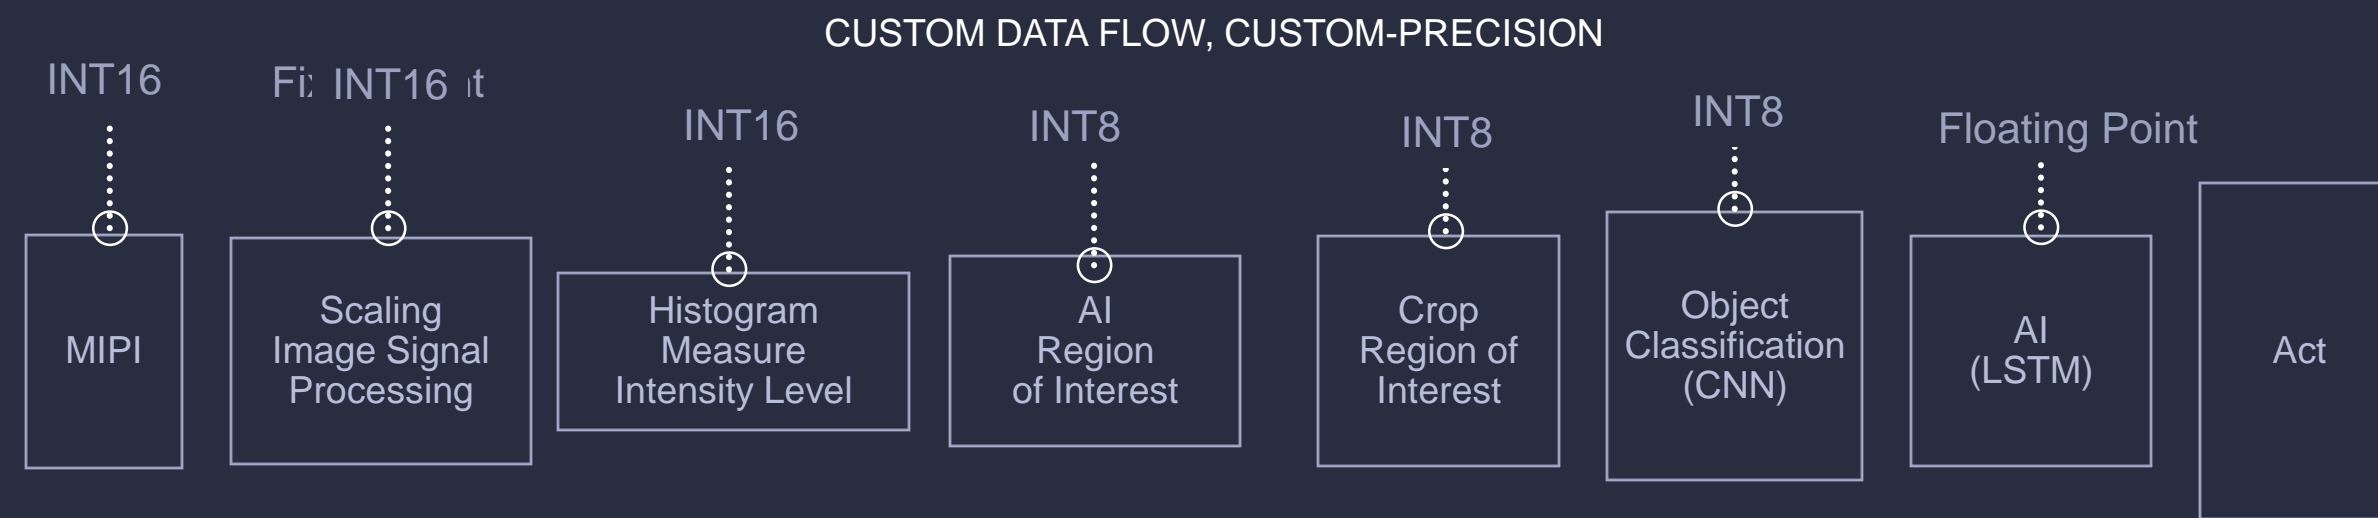 CUSTOM DATA FLOW, CUSTOM-PRECISION
INT16
INT16
INT16
INT8
INT8
INT8
Floating Point
MIPI
Scaling
Image Signal
Processing
Histogram
Measure
Intensity Level
AI
Region
of Interest
Crop
Region of
Interest
Object
Classification
(CNN)
AI
(LSTM)
Act